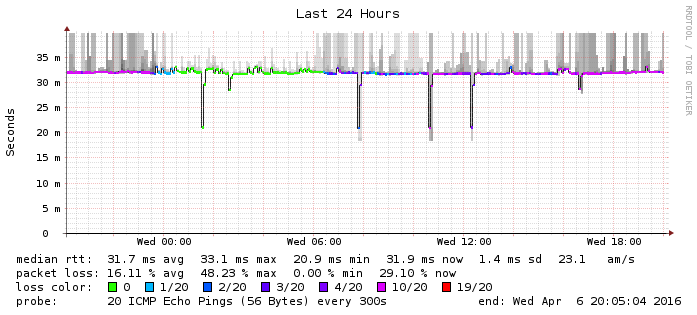 Last 24 Hours
RRDTOOL / TOBI OETIKER
Seconds
35 m
30 m
25 m
20 m
15 m
10 m
5 m
0
Wed 00:00 Wed 06:00 Wed 12:00 Wed 18:00
median rtt: 31.7 ms avg 33.1 ms max 20.9 ms min 31.9 ms now 1.4 ms sd 23.1 am/s
packet loss: 16.11 % avg 48.23 % max 0.00 % min 29.10 % now
loss color: 0 1/20 2/20 3/20 4/20 10/20 19/20
probe: 20 ICMP Echo Pings (56 Bytes) every 300s end: Wed Apr 6 20:05:04 2016